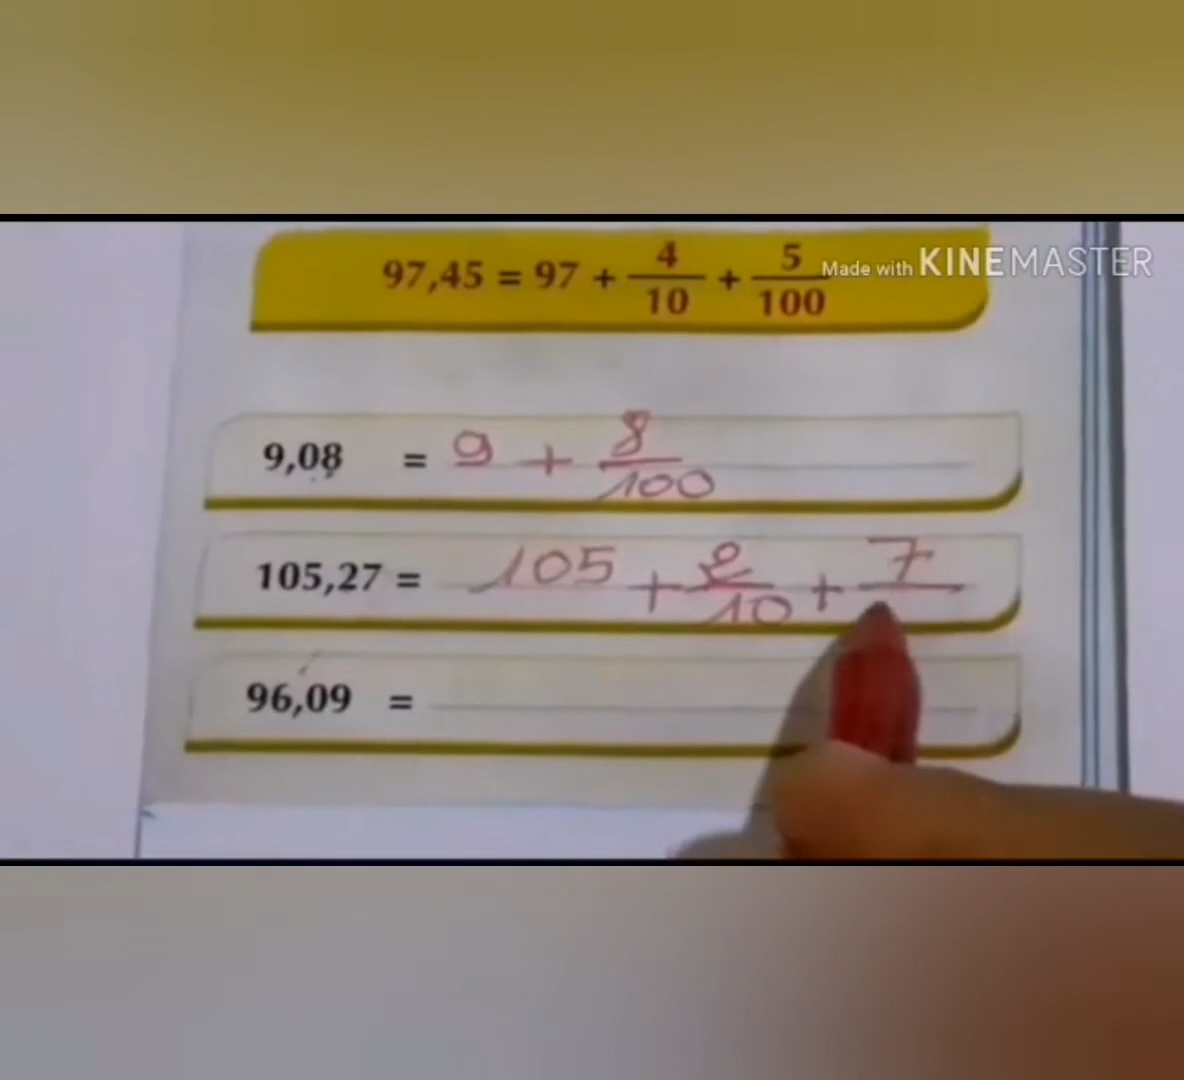 97,45 = 97 + 4/10 + 5/100
Made with KINEMASTER
9,08 = 9 + 8/100
105,27 = 105 + 2/10 + 7/
96,09 =